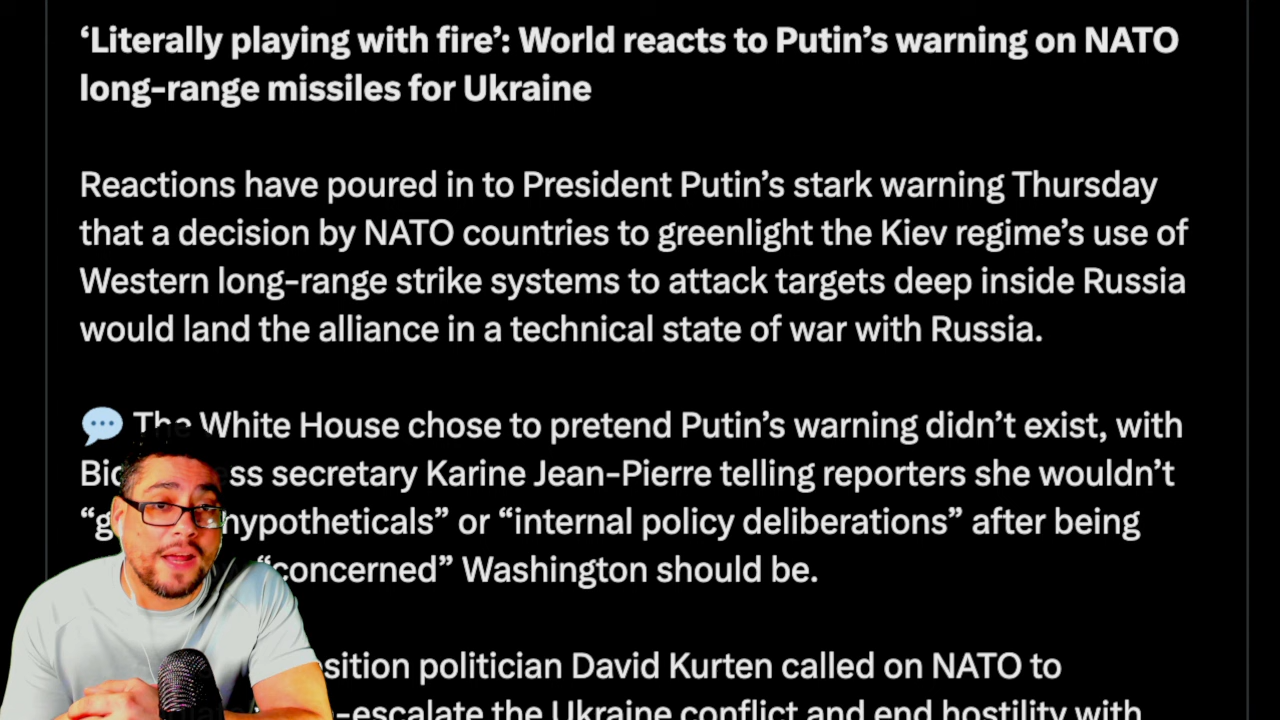 ‘Literally playing with fire’: World reacts to Putin’s warning on NATO
long-range missiles for Ukraine
Reactions have poured in to President Putin’s stark warning Thursday
that a decision by NATO countries to greenlight the Kiev regime’s use of
Western long-range strike systems to attack targets deep inside Russia
would land the alliance in a technical state of war with Russia.
The White House chose to pretend Putin’s warning didn’t exist, with
secretary Karine Jean-Pierre telling reporters she wouldn’t
hypotheticals” or “internal policy deliberations” after being
“concerned” Washington should be.
politician David Kurten called on NATO to
-escalate the Ukraine conflict and end hostility with